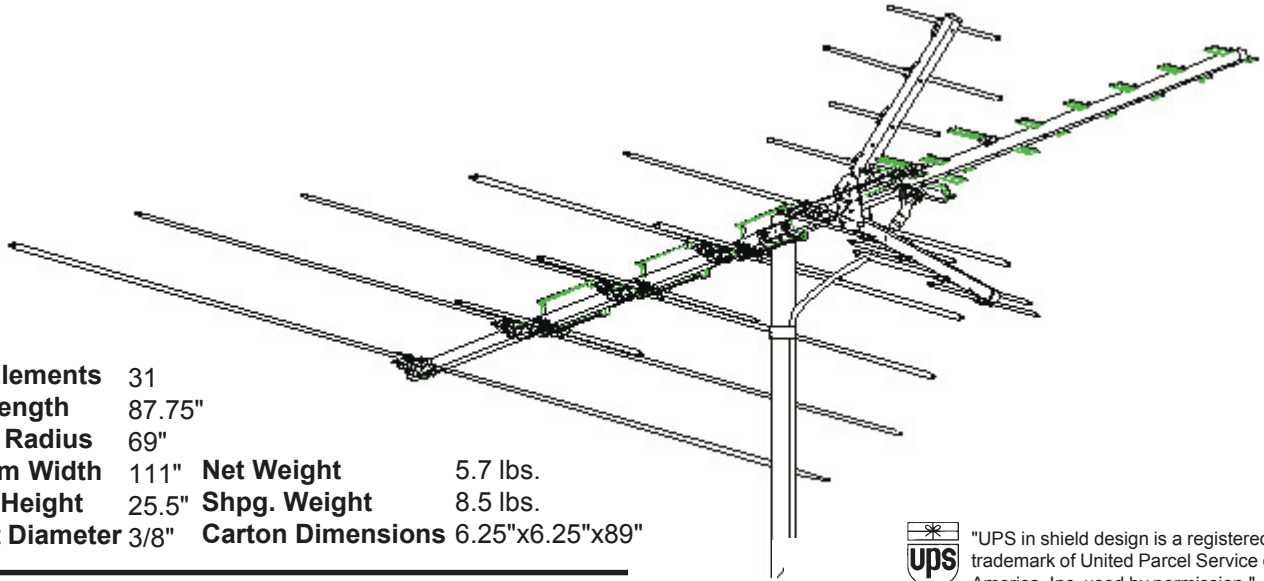 lements 31
ength 87.75"
Radius 69"
m Width 111" Net Weight 5.7 lbs.
Height 25.5" Shpg. Weight 8.5 lbs.
Diameter 3/8" Carton Dimensions 6.25"x6.25"x89"
ups
"UPS in shield design is a registered
trademark of United Parcel Service
America, Inc. used by permission."